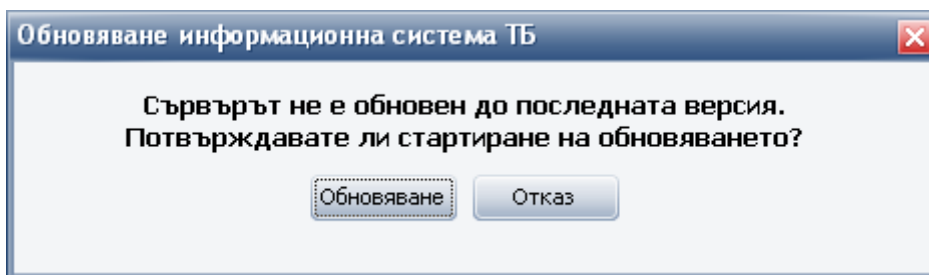 Обновяване информационна система ТБ
Сървърът не е обновен до последната версия.
Потвърждавате ли стартиране на обновяването?
Обновяване Отказ